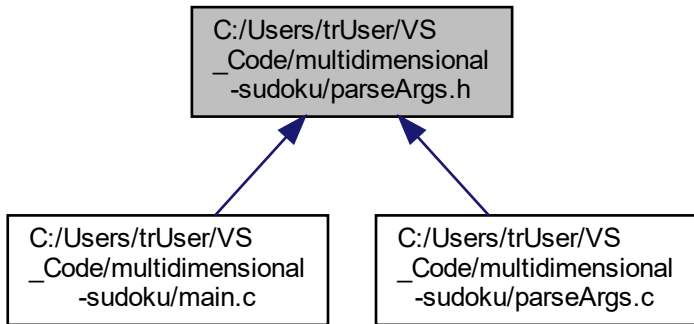 C:/Users/trUser/VS
_Code/multidimensional
-sudoku/parseArgs.h
C:/Users/trUser/VS
_Code/multidimensional
-sudoku/main.c
C:/Users/trUser/VS
_Code/multidimensional
-sudoku/parseArgs.c